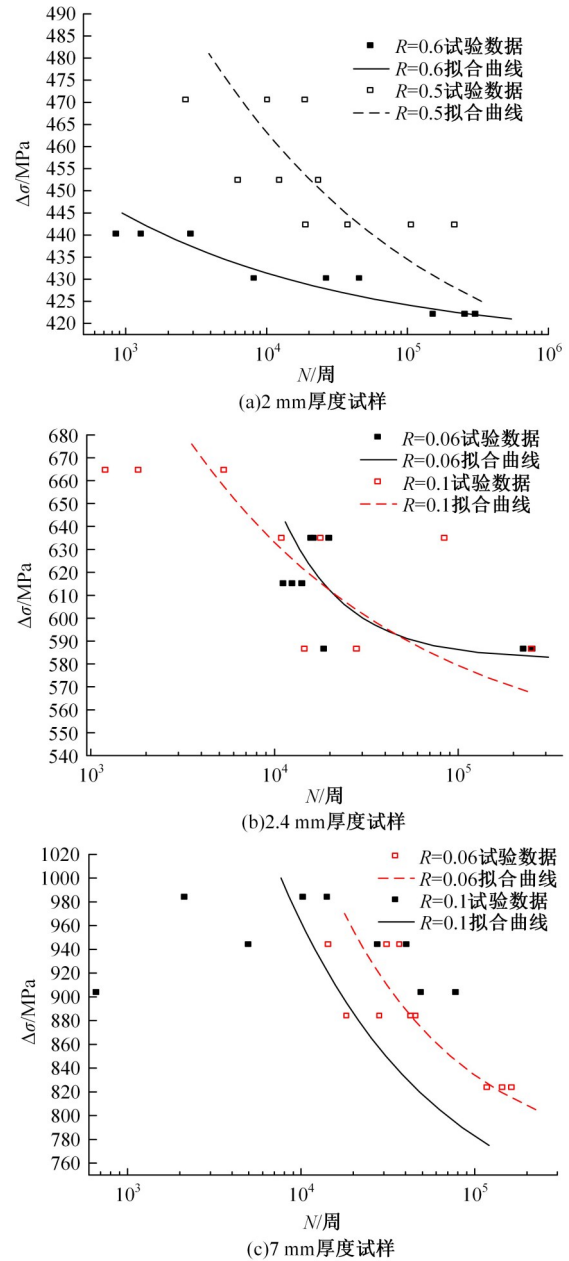 490
485
480
475
470
465
460
455
450
445
440
435
430
425
420
Δσ/MPa
R=0.6试验数据
R=0.6拟合曲线
R=0.5试验数据
R=0.5拟合曲线
10³ 10⁴ 10⁵ 10⁶
N/周
(a)2 mm厚度试样
680
670
660
650
640
630
620
610
600
590
580
570
560
550
540
Δσ/MPa
R=0.06试验数据
R=0.06拟合曲线
R=0.1试验数据
R=0.1拟合曲线
10³ 10⁴ 10⁵
N/周
(b)2.4 mm厚度试样
1020
1000
980
960
940
920
900
880
860
840
820
800
780
760
Δσ/MPa
R=0.06试验数据
R=0.06拟合曲线
R=0.1试验数据
R=0.1拟合曲线
10³ 10⁴ 10⁵
N/周
(c)7 mm厚度试样